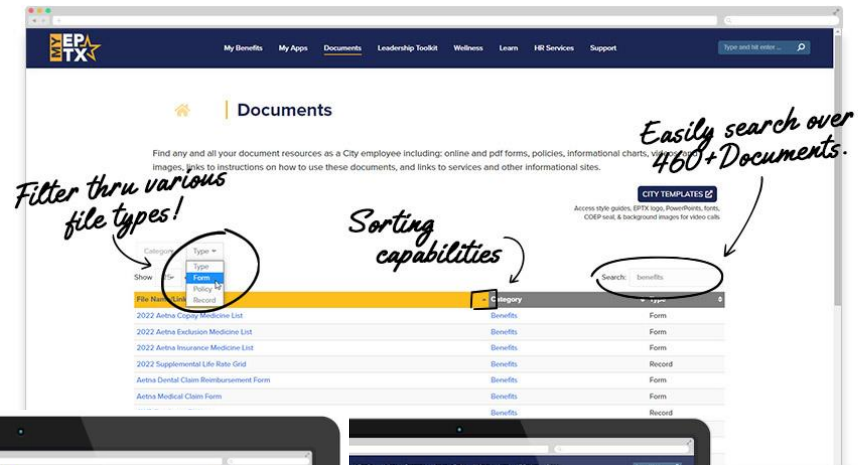 MY EPTX
My Benefits My Apps Documents Leadership Toolkit Wellness Learn HR Services Support Type and hit enter ...
Documents
Easily search over
460+Documents.
Find any and all your document resources as a City employee including: online and pdf forms, policies, informational charts, videos, and
images, links to instructions on how to use these documents, and links to services and other informational sites.
CITY TEMPLATES
Access style guides, EPTX logo, PowerPoints, fonts,
COEP seal, & background images for video calls
Filter thru various
file types!
Sorting
capabilities
Category Type
Type
Show 25 Form Search: benefits
Policy
Record
File Name/Link Category Type
2022 Aetna Copay Medicine List Benefits Form
2022 Aetna Exclusion Medicine List Benefits Form
2022 Aetna Insurance Medicine List Benefits Form
2022 Supplemental Life Rate Grid Benefits Record
Aetna Dental Claim Reimbursement Form Benefits Form
Aetna Medical Claim Form Benefits Form
Benefits Record